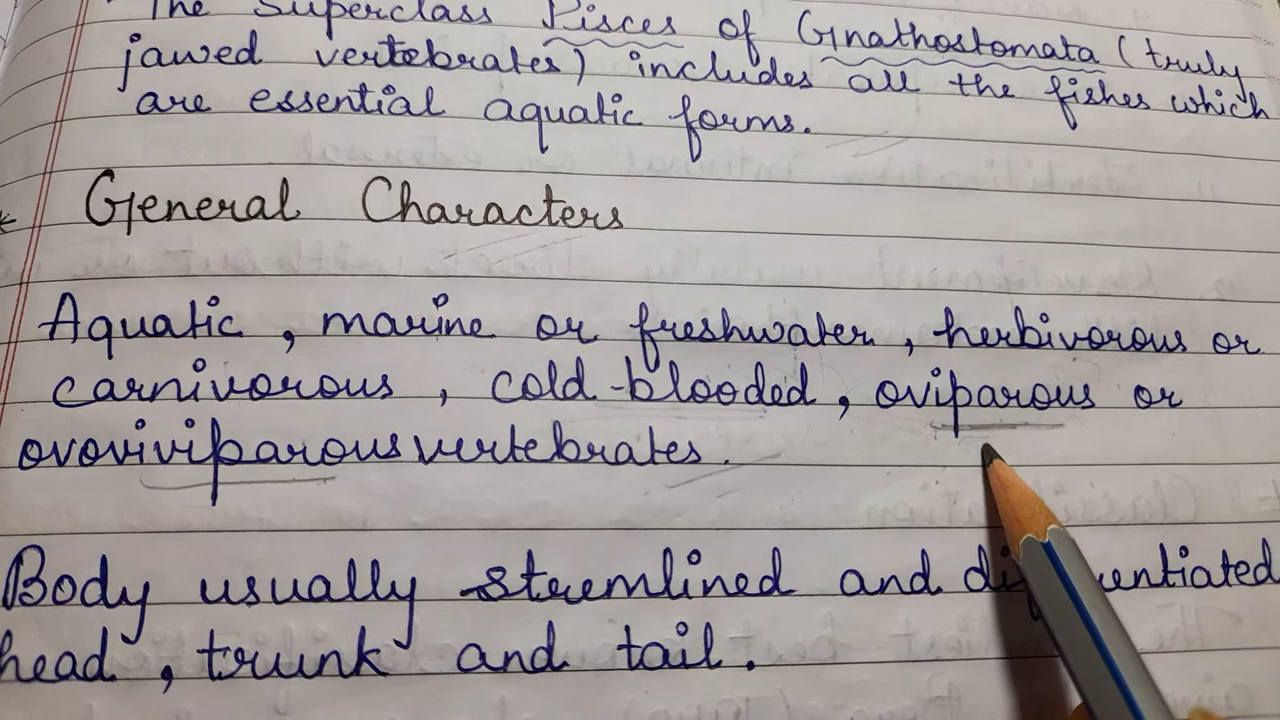 The Superclass Pisces of Gnathostomata (truly
jawed vertebrates) includes all the fishes which
are essential aquatic forms.
General Characters
Aquatic, marine or freshwater, herbivorous or
carnivorous, cold-blooded, oviparous or
ovoviviparous vertebrates.
Body usually steemlined and
head, trunk and tail.